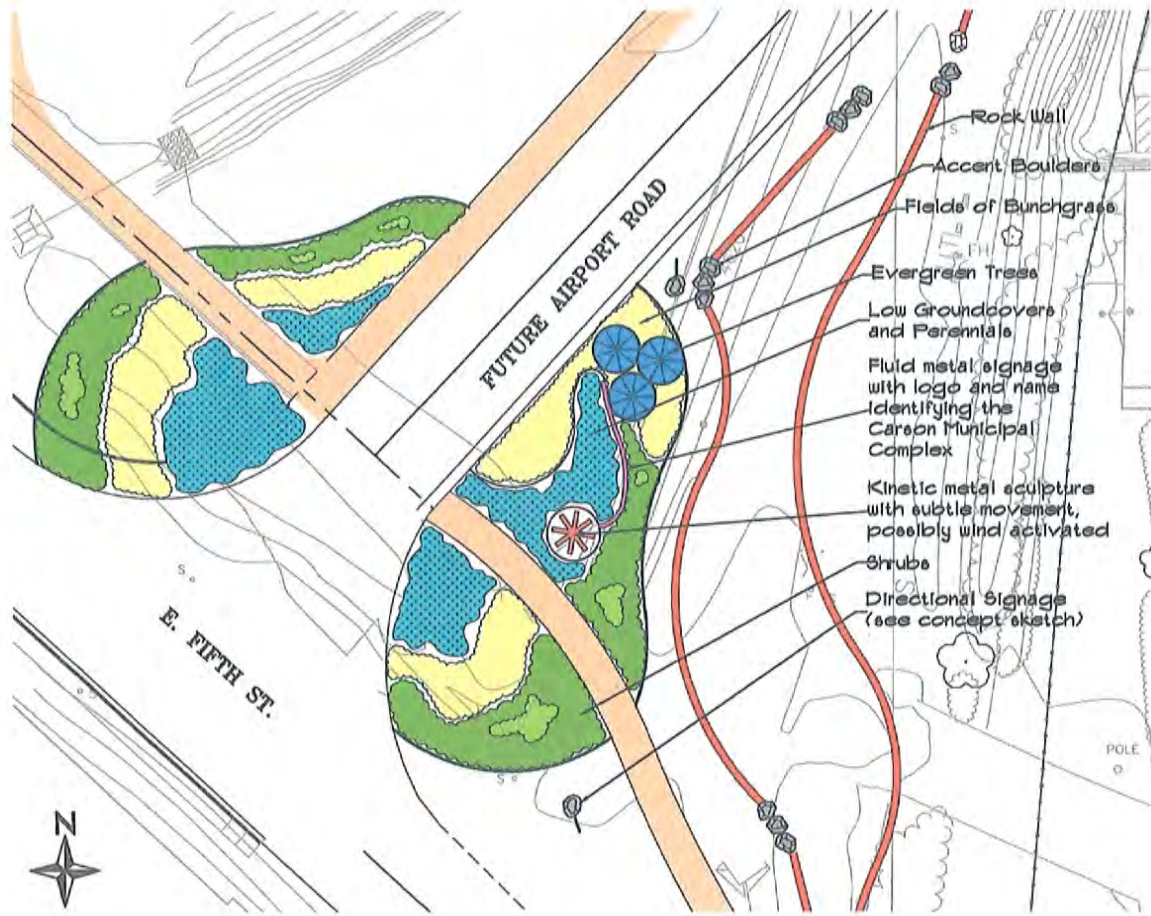 Rock Wall
Accent Boulders
Fields of Bunchgrass
Evergreen Trees
Low Groundcovers
and Perennials
Fluid metal signage
with logo and name
identifying the
Carson Municipal
Complex
Kinetic metal sculpture
with subtle movement,
possibly wind activated
Shrubs
Directional Signage
(see concept sketch)
FUTURE AIRPORT ROAD
E. FIFTH ST.
S
S
S
S
S
FH
POLE
N